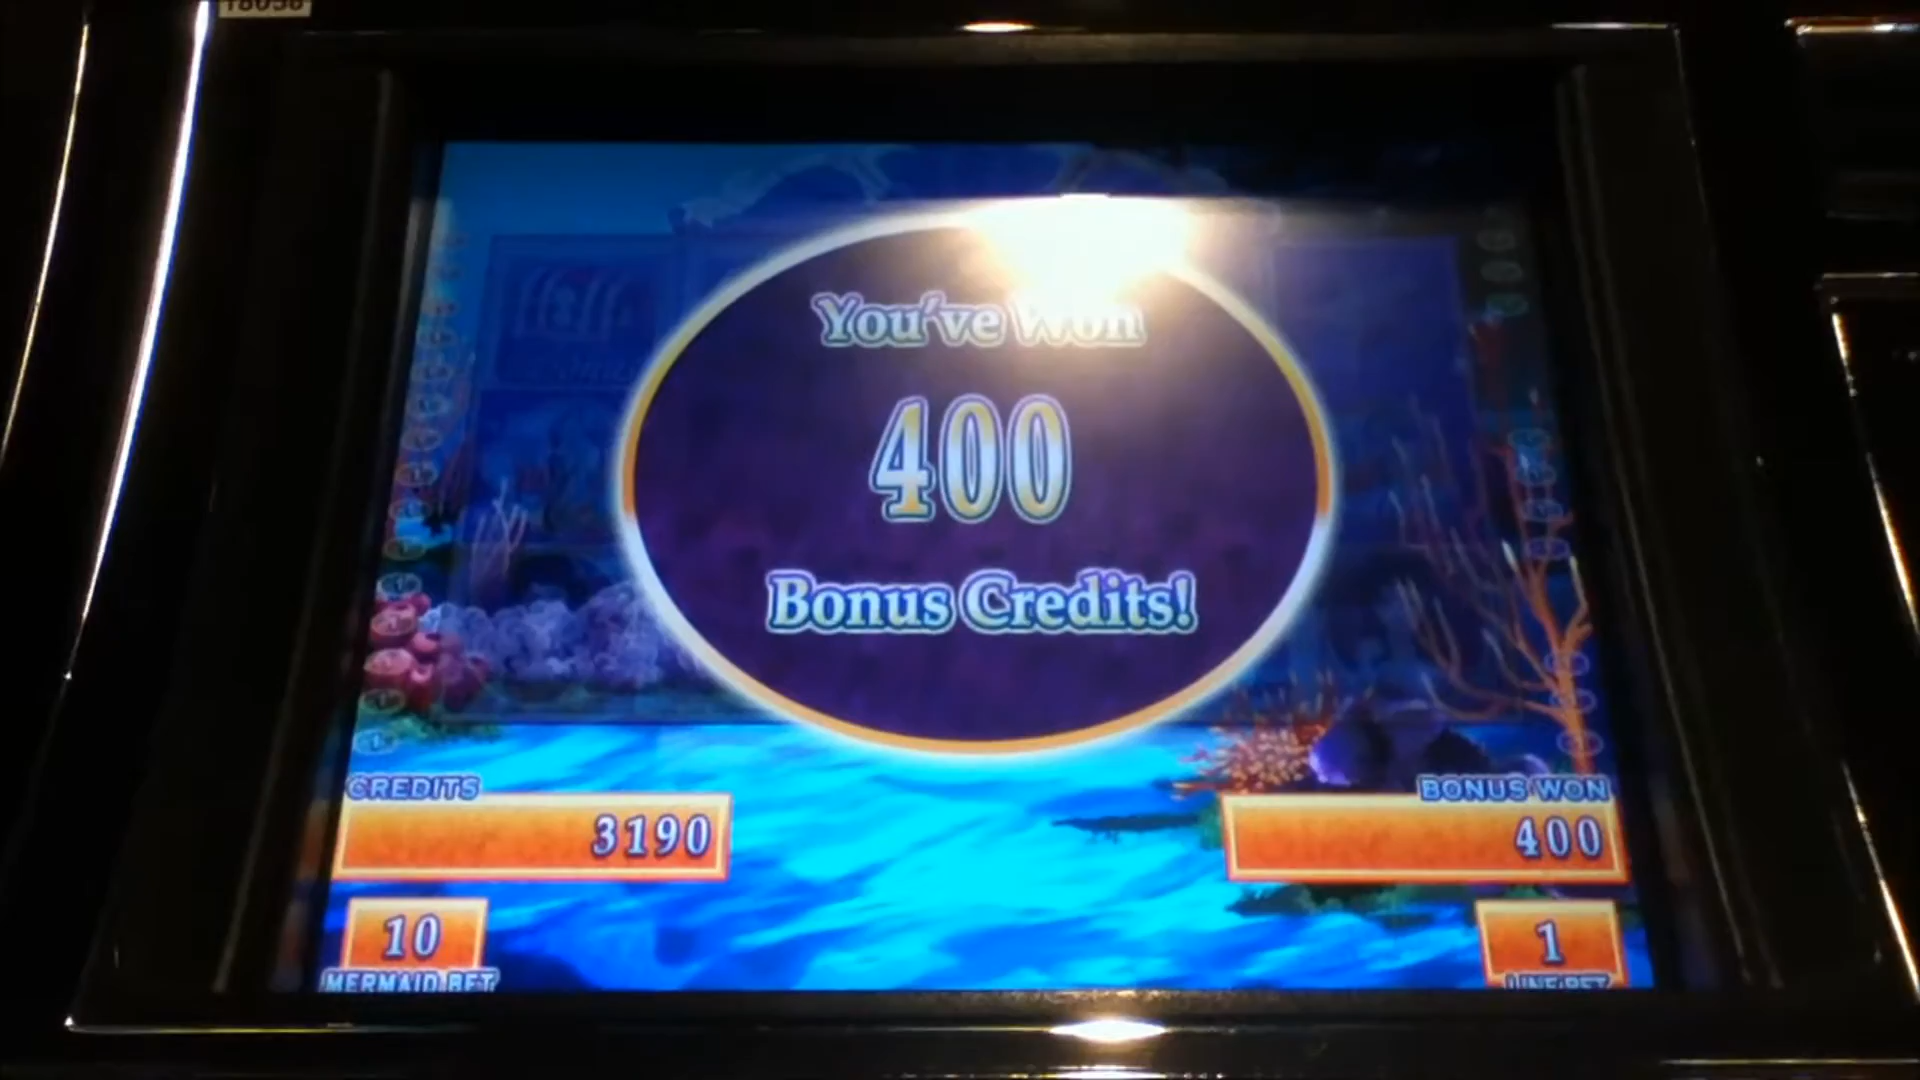 You've Won
400
Bonus Credits!
CREDITS
3190
BONUS WON
400
10
MERMAID BET
1
LINE BET